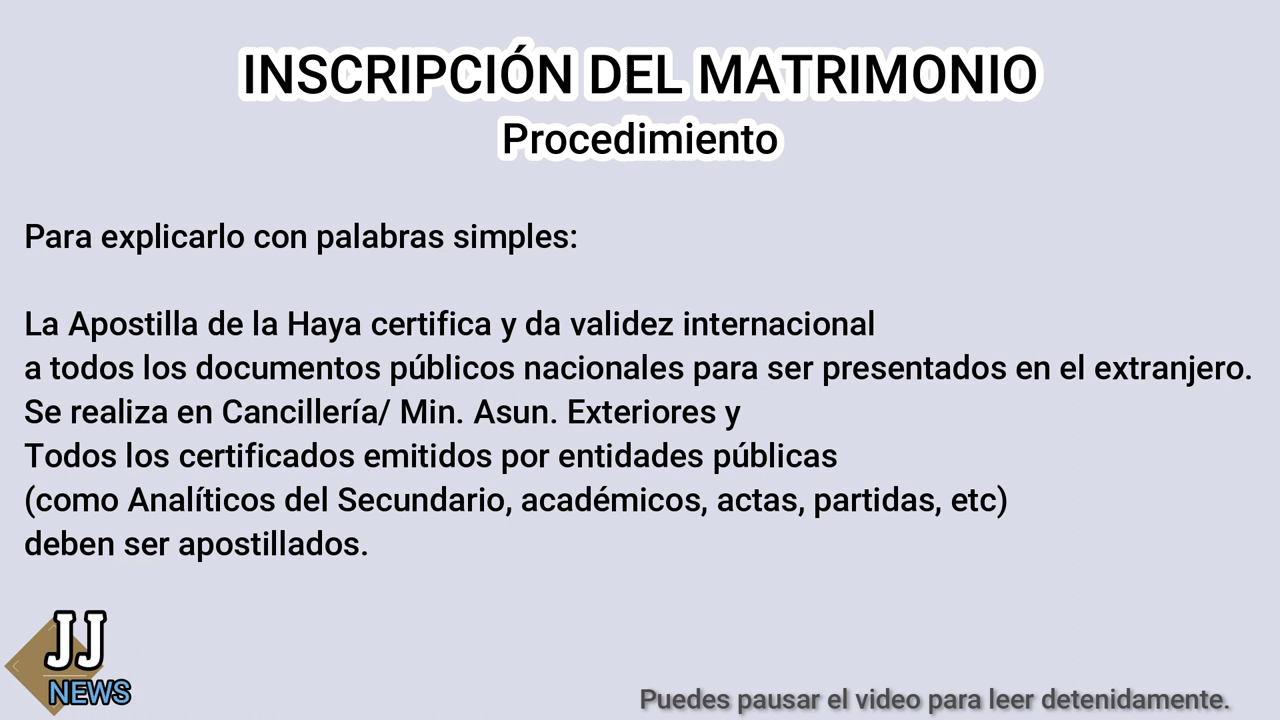 INSCRIPCIÓN DEL MATRIMONIO
Procedimiento
Para explicarlo con palabras simples:
La Apostilla de la Haya certifica y da validez internacional
a todos los documentos públicos nacionales para ser presentados en el extranjero.
Se realiza en Cancillería/ Min. Asun. Exteriores y
Todos los certificados emitidos por entidades públicas
(como Analíticos del Secundario, académicos, actas, partidas, etc)
deben ser apostillados.
JJ
NEWS
Puedes pausar el video para leer detenidamente.